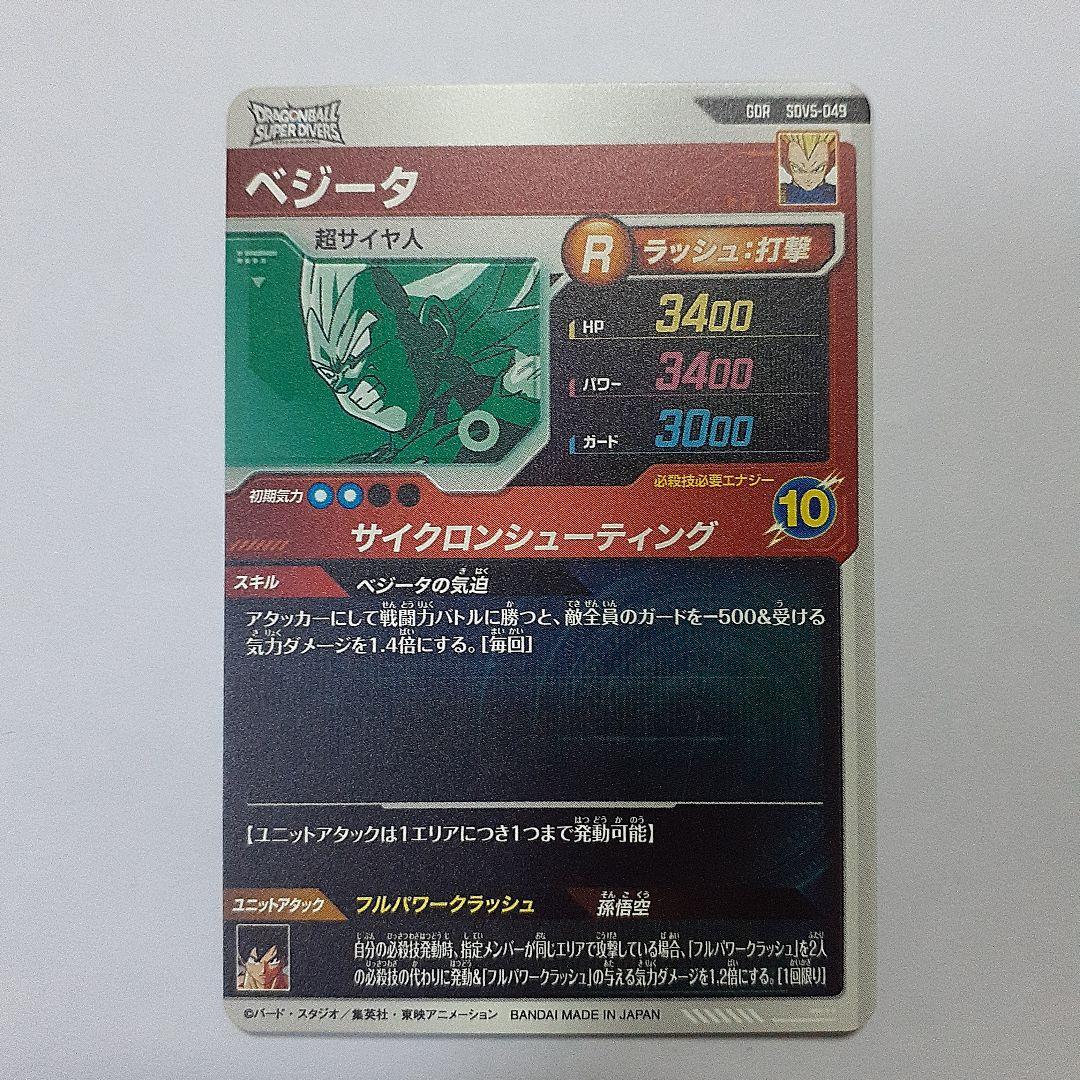 DRAGONBALL
SUPER DIVERS
GDR SDV5-049
ベジータ
超サイヤ人
R ラッシュ:打撃
HP 3400
パワー 3400
ガード 3000
必殺技必要エナジー
10
初期気力
サイクロンシューティング
スキル ベジータの気迫
アタッカーにして戦闘力バトルに勝つと、敵全員のガードを-500&受ける
気力ダメージを1.4倍にする。[毎回]
【ユニットアタックは1エリアにつき1つまで発動可能】
ユニットアタック フルパワークラッシュ 孫悟空
自分の必殺技発動時、指定メンバーが同じエリアで攻撃している場合、「フルパワークラッシュ」を2人
の必殺技の代わりに発動&「フルパワークラッシュ」の与える気力ダメージを1.2倍にする。[1回限り]
©バード・スタジオ/集英社・東映アニメーション BANDAI MADE IN JAPAN